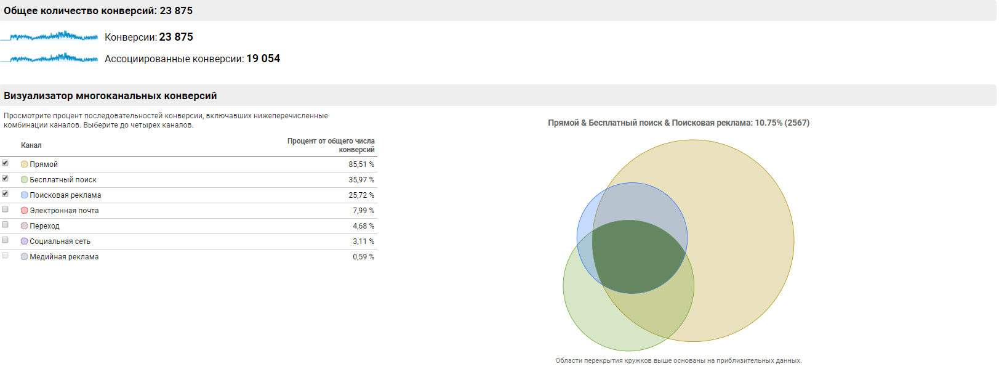 Общее количество конверсий: 23 875
Конверсии: 23 875
Ассоциированные конверсии: 19 054
Визуализатор многоканальных конверсий
Просмотрите процент последовательностей конверсии, включавших нижеперечисленные
комбинации каналов. Выберите до четырех каналов.
Канал
Процент от общего числа
конверсий
Прямой 85,51 %
Бесплатный поиск 35,97 %
Поисковая реклама 25,72 %
Электронная почта 7,99 %
Переход 4,68 %
Социальная сеть 3,11 %
Медийная реклама 0,59 %
Прямой & Бесплатный поиск & Поисковая реклама: 10.75% (2567)
Области перекрытия кружков выше основаны на приблизительных данных.